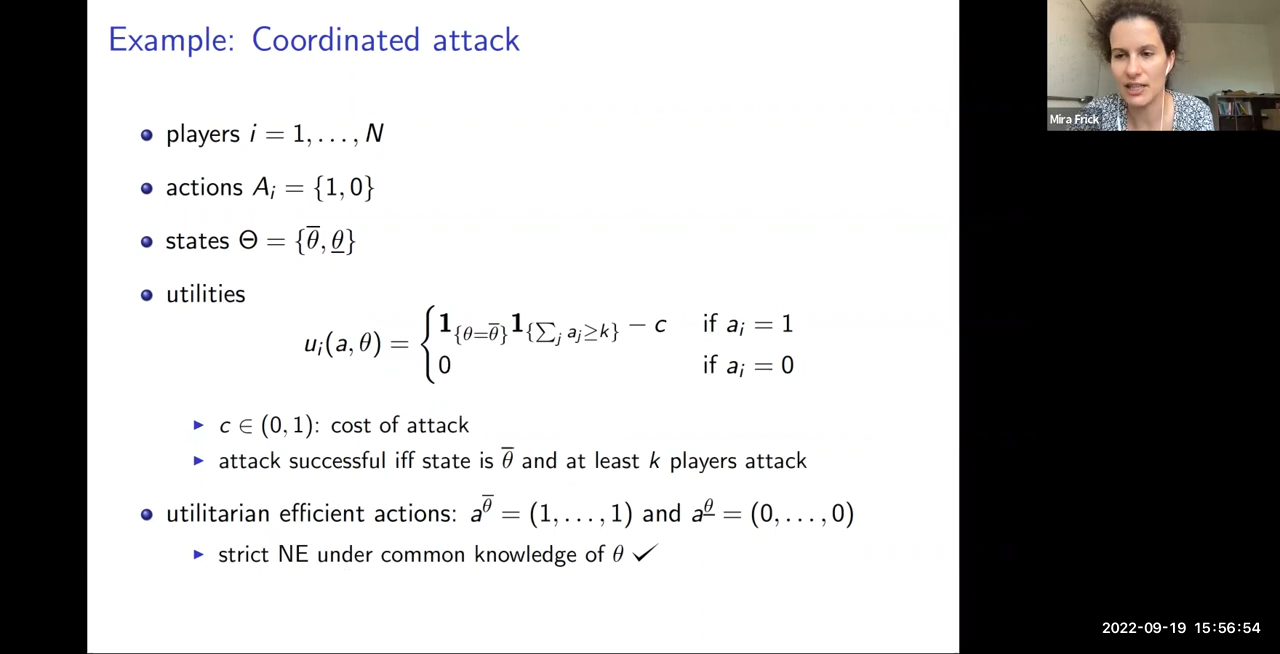 Example: Coordinated attack
Mira Frick
players i = 1, . . . , N
actions A_i = {1, 0}
states Θ = {θ̅, θ̲}
utilities
u_i(a, θ) = { 1_{θ=θ̅} 1_{∑_j a_j ≥ k} − c if a_i = 1
0 if a_i = 0
c ∈ (0, 1): cost of attack
attack successful iff state is θ̅ and at least k players attack
utilitarian efficient actions: a^θ̅ = (1, . . . , 1) and a^θ̲ = (0, . . . , 0)
strict NE under common knowledge of θ ✓
2022-09-19 15:56:54